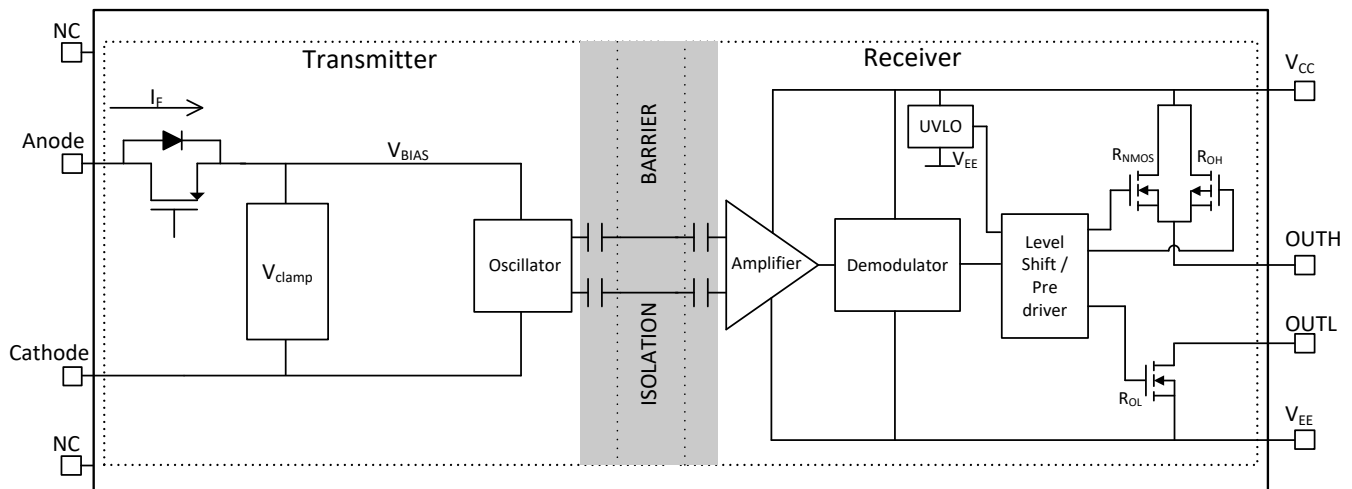 NC
Transmitter
Receiver
VCC
IF
Anode
VBIAS
BARRIER
UVLO
VEE
RNMOS
ROH
Vclamp
Oscillator
Amplifier
Demodulator
Level
Shift /
Pre
driver
OUTH
ISOLATION
OUTL
Cathode
ROL
VEE
NC